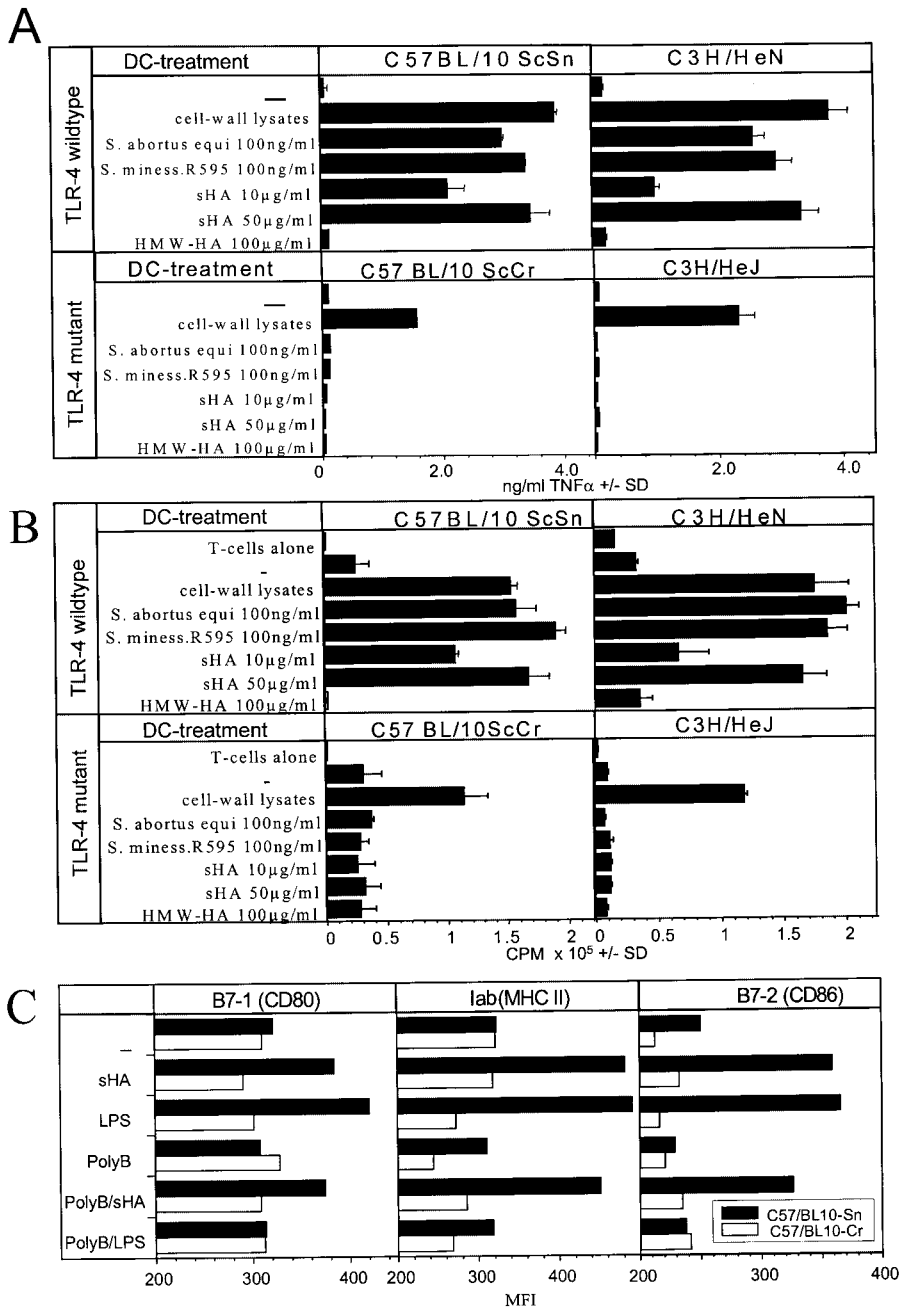 A
DC-treatment C57BL/10 ScSn C3H/HeN
TLR-4 wildtype
—
cell-wall lysates
S. abortus equi 100ng/ml
S. miness.R595 100ng/ml
sHA 10µg/ml
sHA 50µg/ml
HMW-HA 100µg/ml
DC-treatment C57 BL/10 ScCr C3H/HeJ
TLR-4 mutant
—
cell-wall lysates
S. abortus equi 100ng/ml
S. miness.R595 100ng/ml
sHA 10µg/ml
sHA 50µg/ml
HMW-HA 100µg/ml
0 2.0 4.0 0 2.0 4.0
ng/ml TNFα +/- SD
B
DC-treatment C57BL/10 ScSn C3H/HeN
TLR-4 wildtype
T-cells alone
-
cell-wall lysates
S. abortus equi 100ng/ml
S. miness.R595 100ng/ml
sHA 10µg/ml
sHA 50µg/ml
HMW-HA 100µg/ml
DC-treatment C57 BL/10ScCr C3H/HeJ
TLR-4 mutant
T-cells alone
-
cell-wall lysates
S. abortus equi 100ng/ml
S. miness.R595 100ng/ml
sHA 10µg/ml
sHA 50µg/ml
HMW-HA 100µg/ml
0 0.5 1 1.5 2 0 0.5 1 1.5 2
CPM x 10⁵ +/- SD
C
B7-1 (CD80) Iab(MHC II) B7-2 (CD86)
–
sHA
LPS
PolyB
PolyB/sHA
PolyB/LPS
C57/BL10-Sn
C57/BL10-Cr
200 300 400 200 300 400 200 300 400
MFI